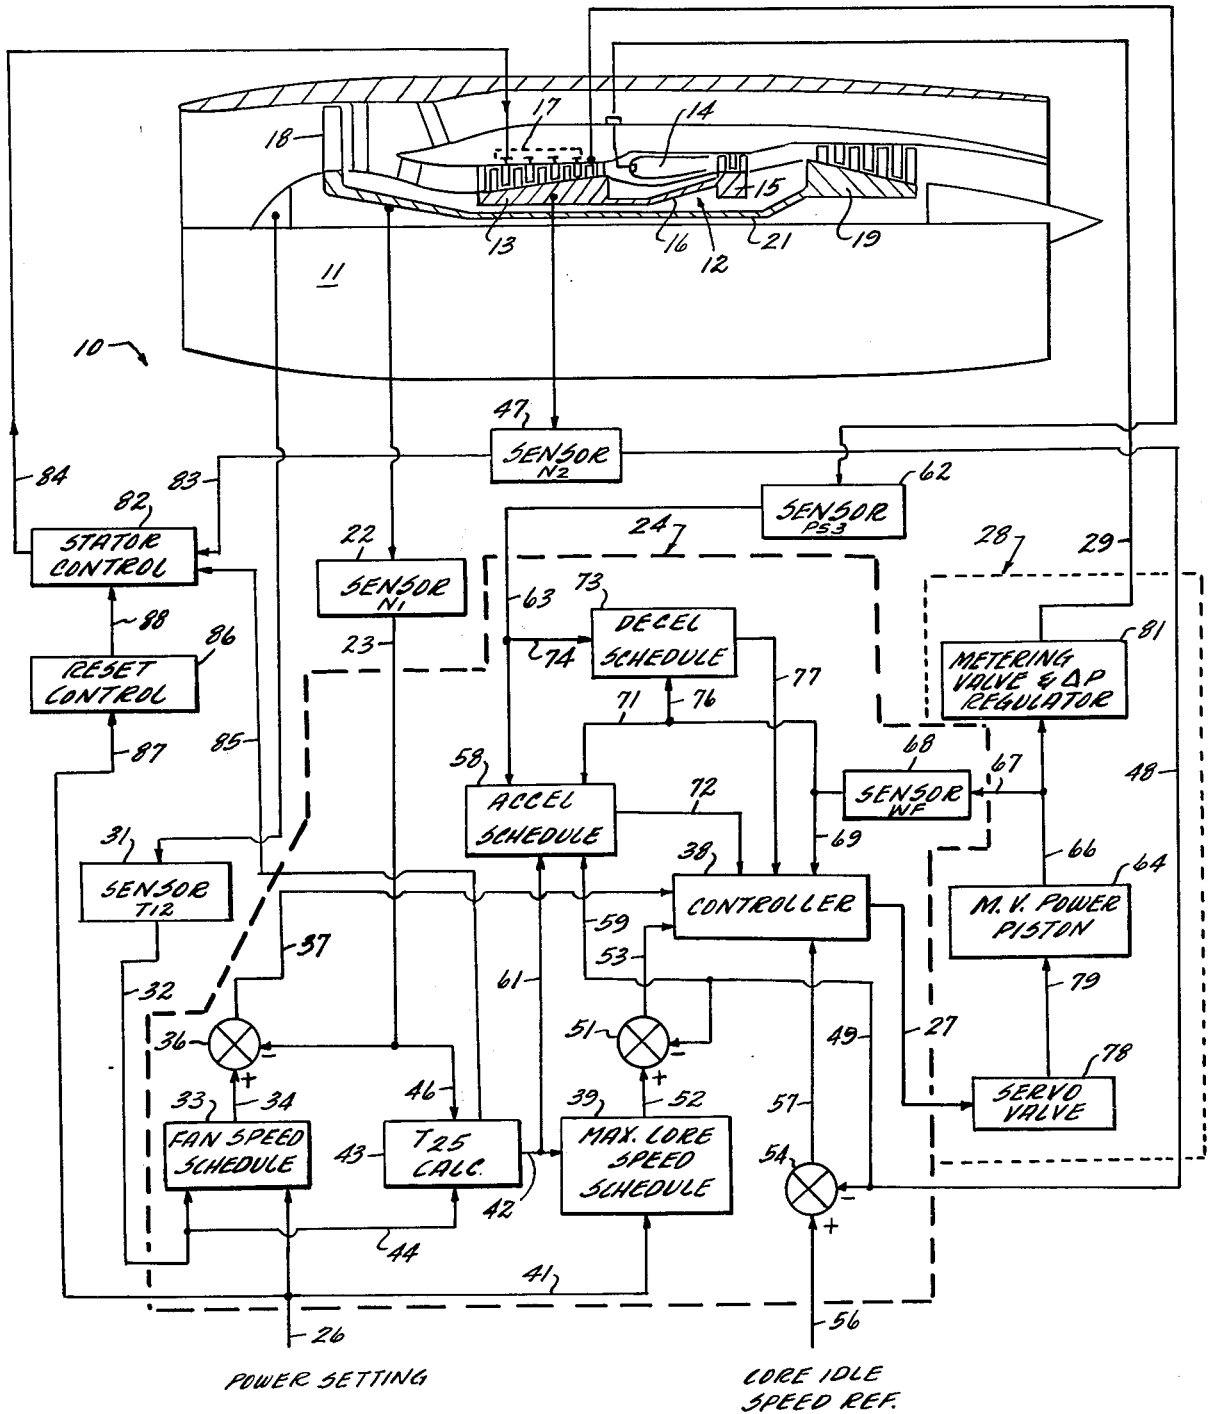 17
14
18
15
13
16
12
21
19
11
10
47
SENSOR
N2
84
83
62
SENSOR
PS3
82
STATOR
CONTROL
22
SENSOR
N1
24
28
29
63
73
DECEL
SCHEDULE
74
88
23
86
RESET
CONTROL
81
METERING
VALVE & ΔP
REGULATOR
77
71
76
87
85
58
ACCEL
SCHEDULE
72
68
SENSOR
WF
67
48
69
66
31
SENSOR
T12
38
CONTROLLER
64
M.V. POWER
PISTON
37
59
53
32
61
79
36
-
+
51
-
+
49
27
33
34
FAN SPEED
SCHEDULE
46
43
T25
CALC.
39
52
MAX. CORE
SPEED
SCHEDULE
57
78
SERVO
VALVE
42
54
-
+
44
41
26
56
POWER SETTING
CORE IDLE
SPEED REF.